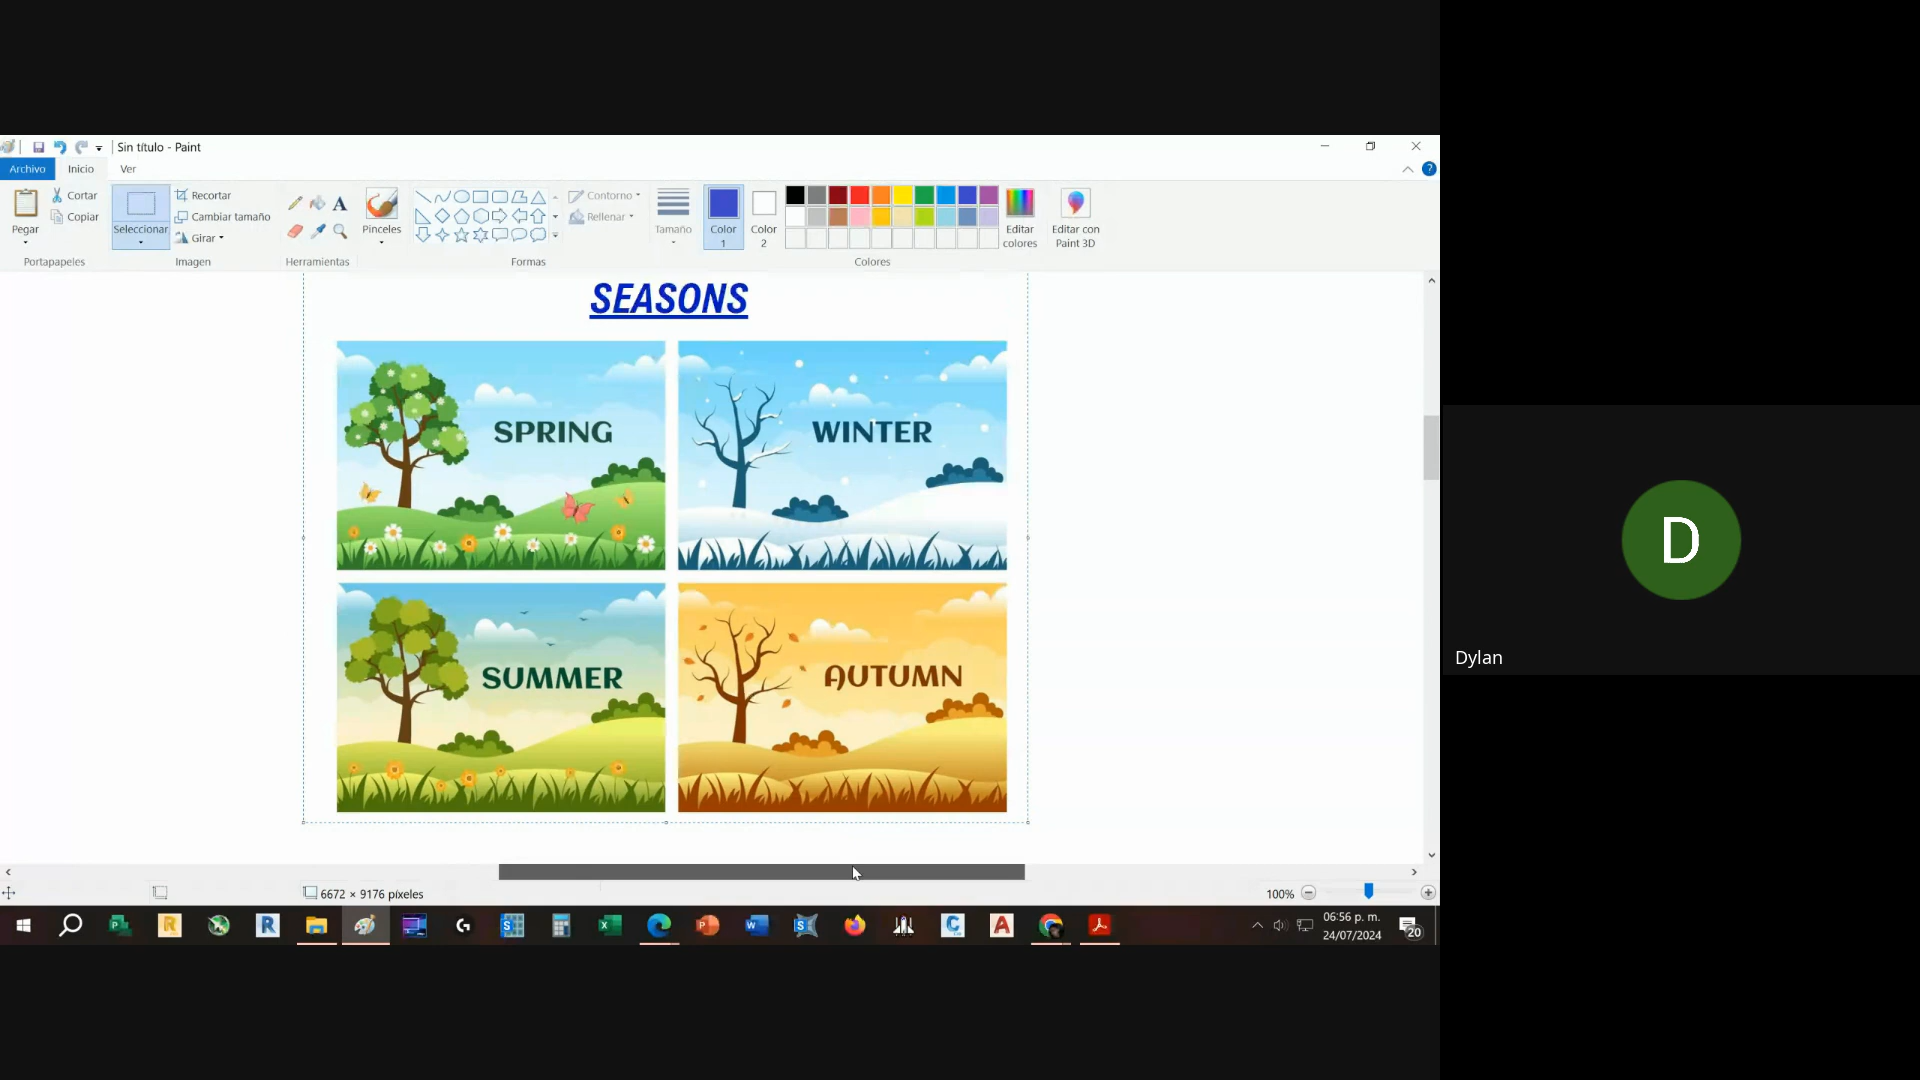 Sin título - Paint
Archivo Inicio Ver
Pegar
Cortar
Copiar
Portapapeles
Seleccionar
Recortar
Cambiar tamaño
Girar
Imagen
A
Herramientas
Pinceles
Formas
Contorno
Rellenar
Tamaño
Color 1
Color 2
Colores
Editar colores
Editar con Paint 3D
SEASONS
SPRING
WINTER
SUMMER
AUTUMN
6672 × 9176 píxeles
100%
06:56 p. m.
24/07/2024
20
D
Dylan